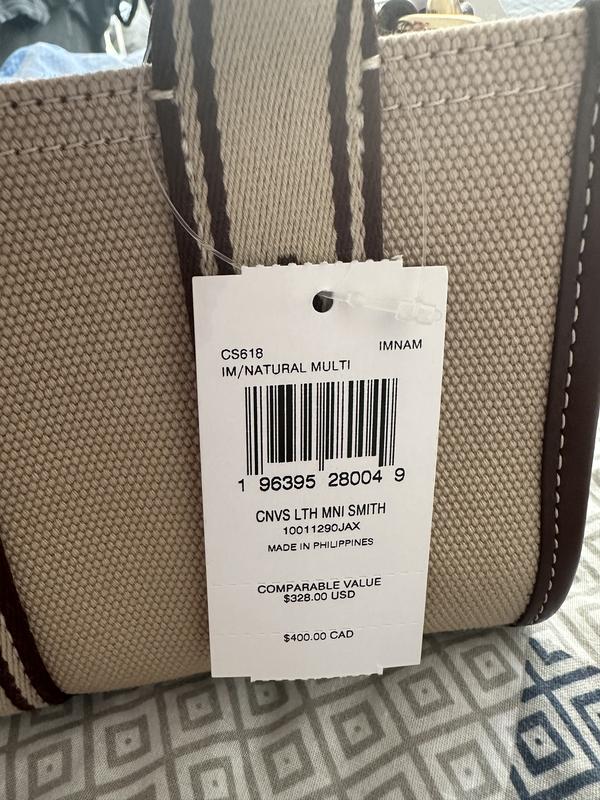 CS618 IMNAM
IM/NATURAL MULTI
1 96395 28004 9
CNVS LTH MNI SMITH
10011290JAX
MADE IN PHILIPPINES
COMPARABLE VALUE
$328.00 USD
$400.00 CAD